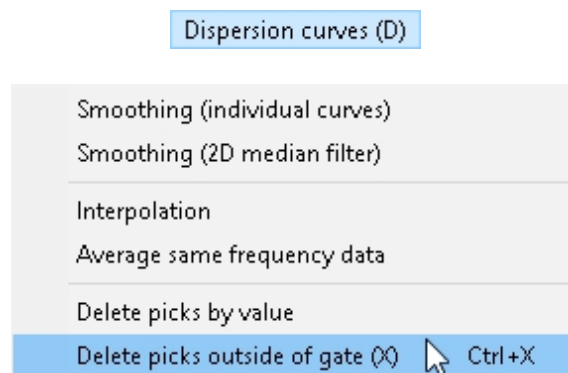 Dispersion curves (D)
Smoothing (individual curves)
Smoothing (2D median filter)
Interpolation
Average same frequency data
Delete picks by value
Delete picks outside of gate (X) Ctrl+X